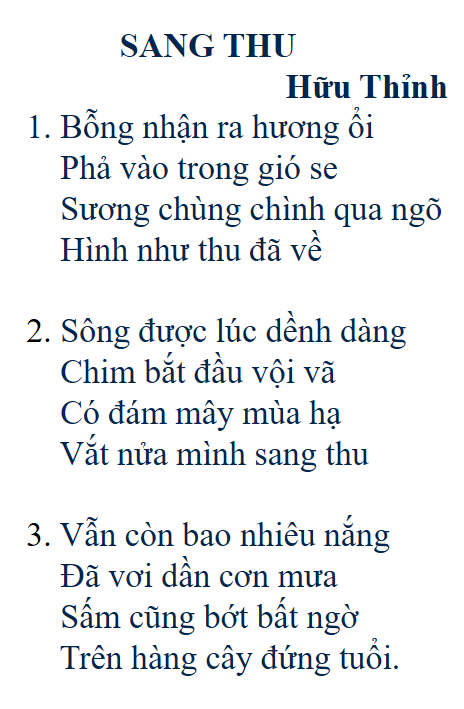 SANG THU
Hữu Thỉnh
1. Bỗng nhận ra hương ổi
Phả vào trong gió se
Sương chùng chình qua ngõ
Hình như thu đã về
2. Sông được lúc dềnh dàng
Chim bắt đầu vội vã
Có đám mây mùa hạ
Vắt nửa mình sang thu
3. Vẫn còn bao nhiêu nắng
Đã vơi dần cơn mưa
Sấm cũng bớt bất ngờ
Trên hàng cây đứng tuổi.